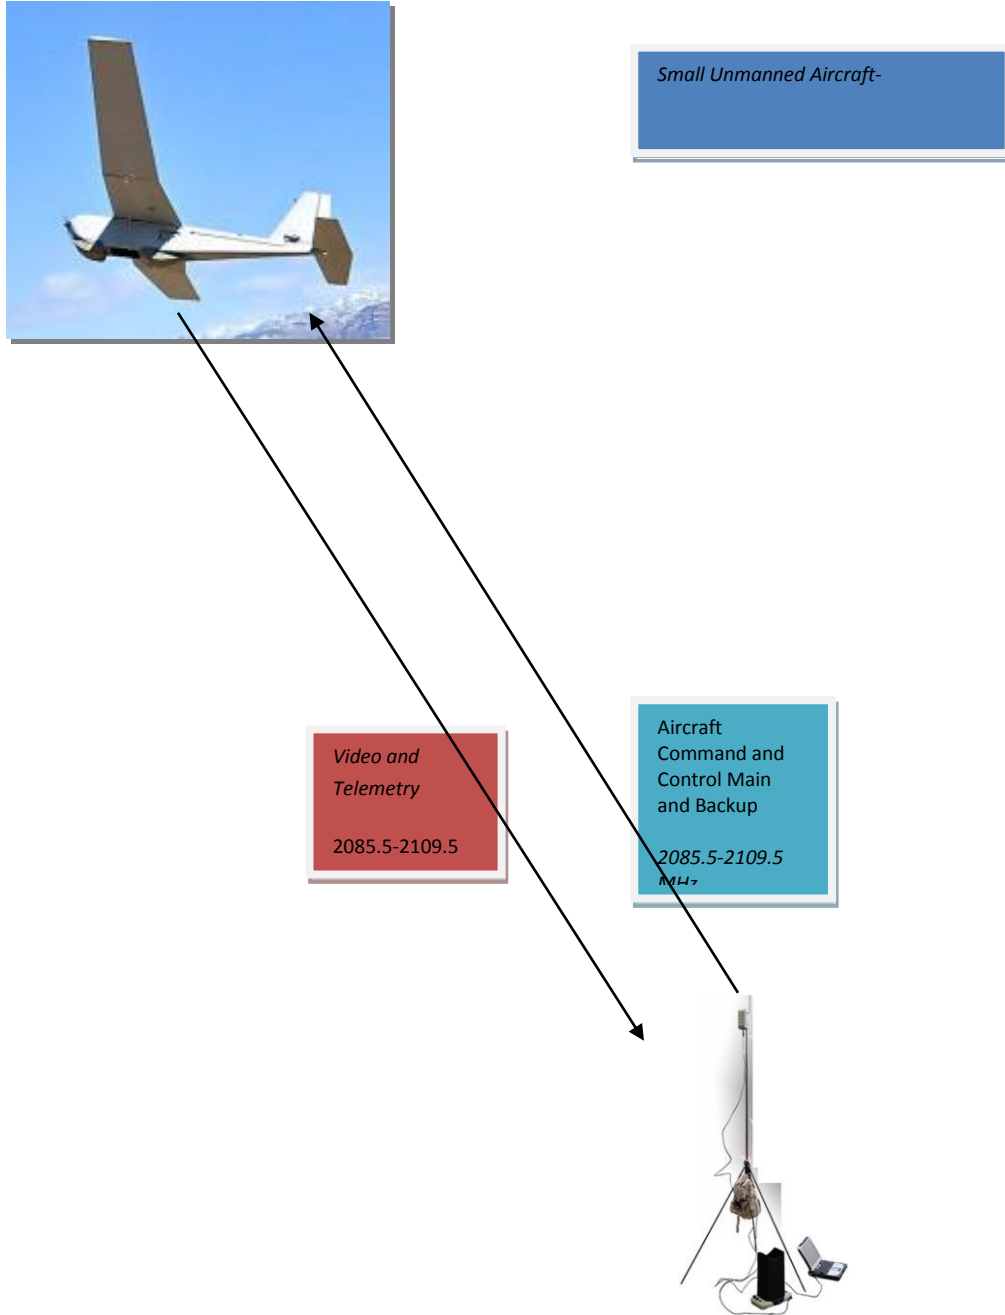 Small Unmanned Aircraft-
Video and
Telemetry
2085.5-2109.5
Aircraft
Command and
Control Main
and Backup
2085.5-2109.5
MHz